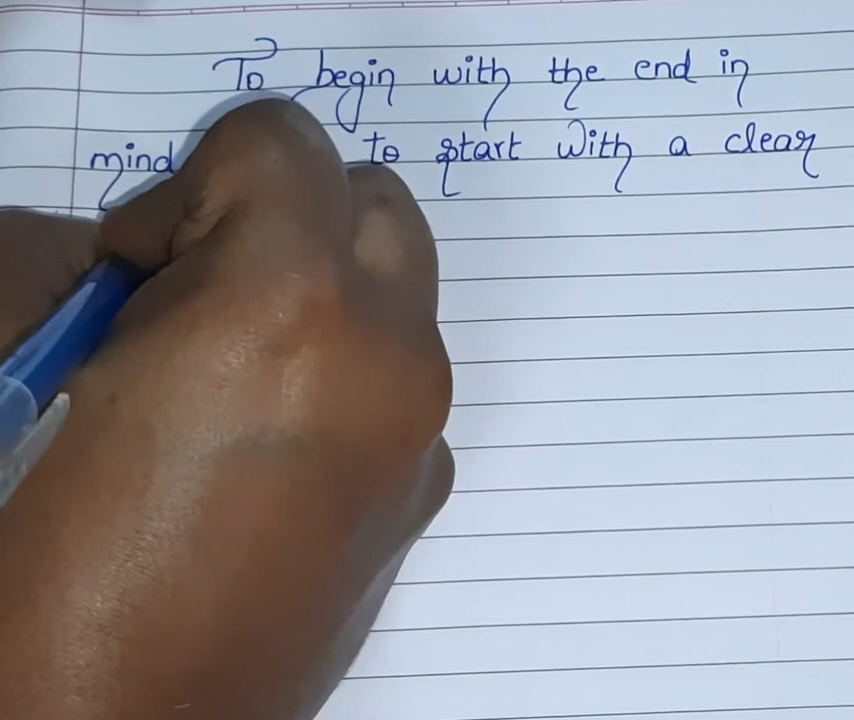 To begin with the end in
mind to start with a clear